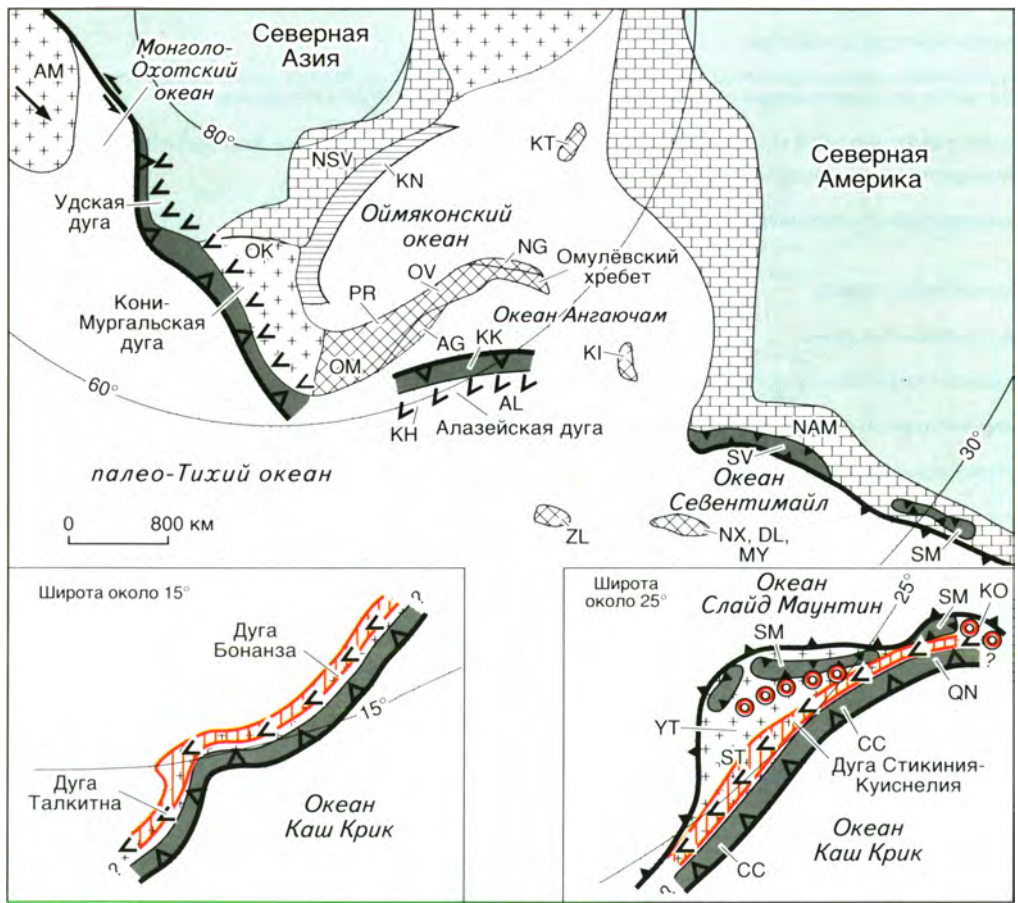 Северная
Азия
Монголо-
Охотский
океан
AM
80°
Удская
дуга
NSV
KN
KT
Северная
Америка
Оймяконский
океан
OK
NG
OV
Омулёвский
хребет
PR
Кони-
Мургальская
дуга
Океан Ангаючам
AG
KK
KI
OM
60°
AL
KH
Алазейская дуга
NAM
30°
SV
палео-Тихий океан
Океан
Севентимайл
0 800 км
ZL
NX, DL,
MY
SM
Широта около 15°
?
Дуга
Бонанза
15°
Дуга
Талкитна
Океан
Каш Крик
?
Широта
около 25°
Океан
Слайд Маунтин
25°
SM
KO
SM
?
QN
YT
CC
ST
Дуга Стикиния-
Куиснелия
Океан
Каш Крик
CC
?